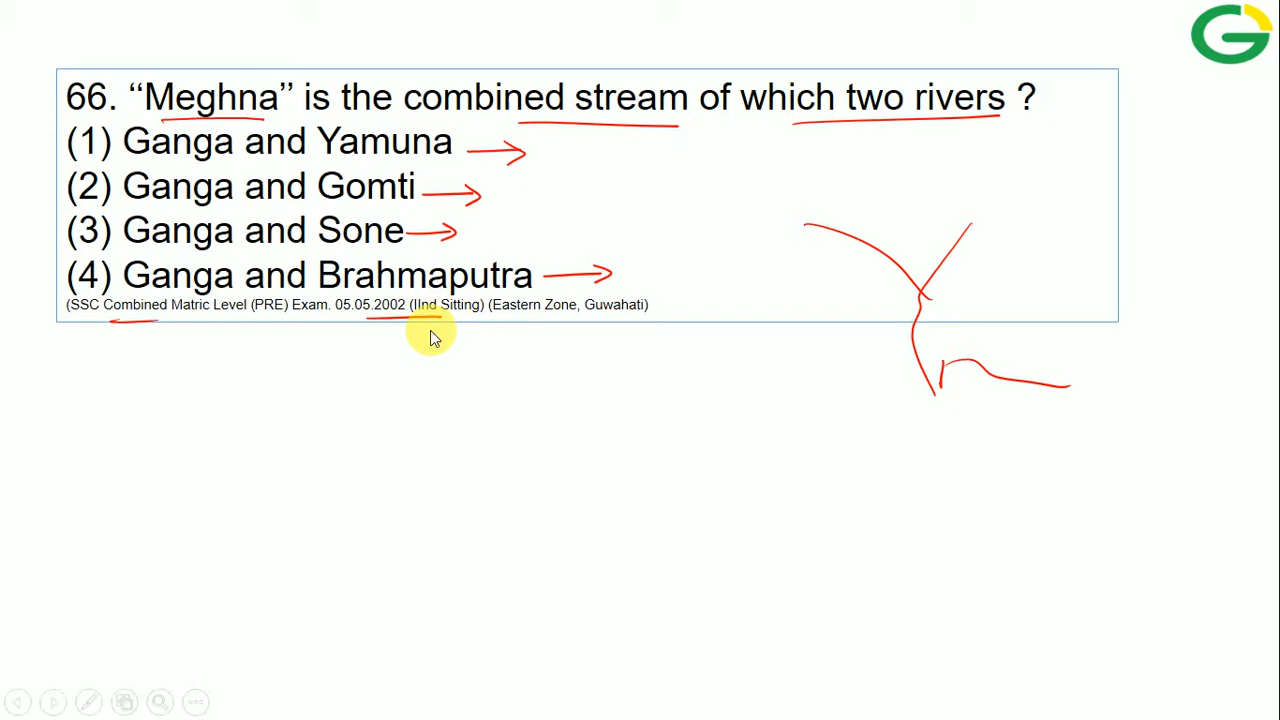 66. ‘‘Meghna’’ is the combined stream of which two rivers ?
(1) Ganga and Yamuna
(2) Ganga and Gomti
(3) Ganga and Sone
(4) Ganga and Brahmaputra
(SSC Combined Matric Level (PRE) Exam. 05.05.2002 (IInd Sitting) (Eastern Zone, Guwahati)